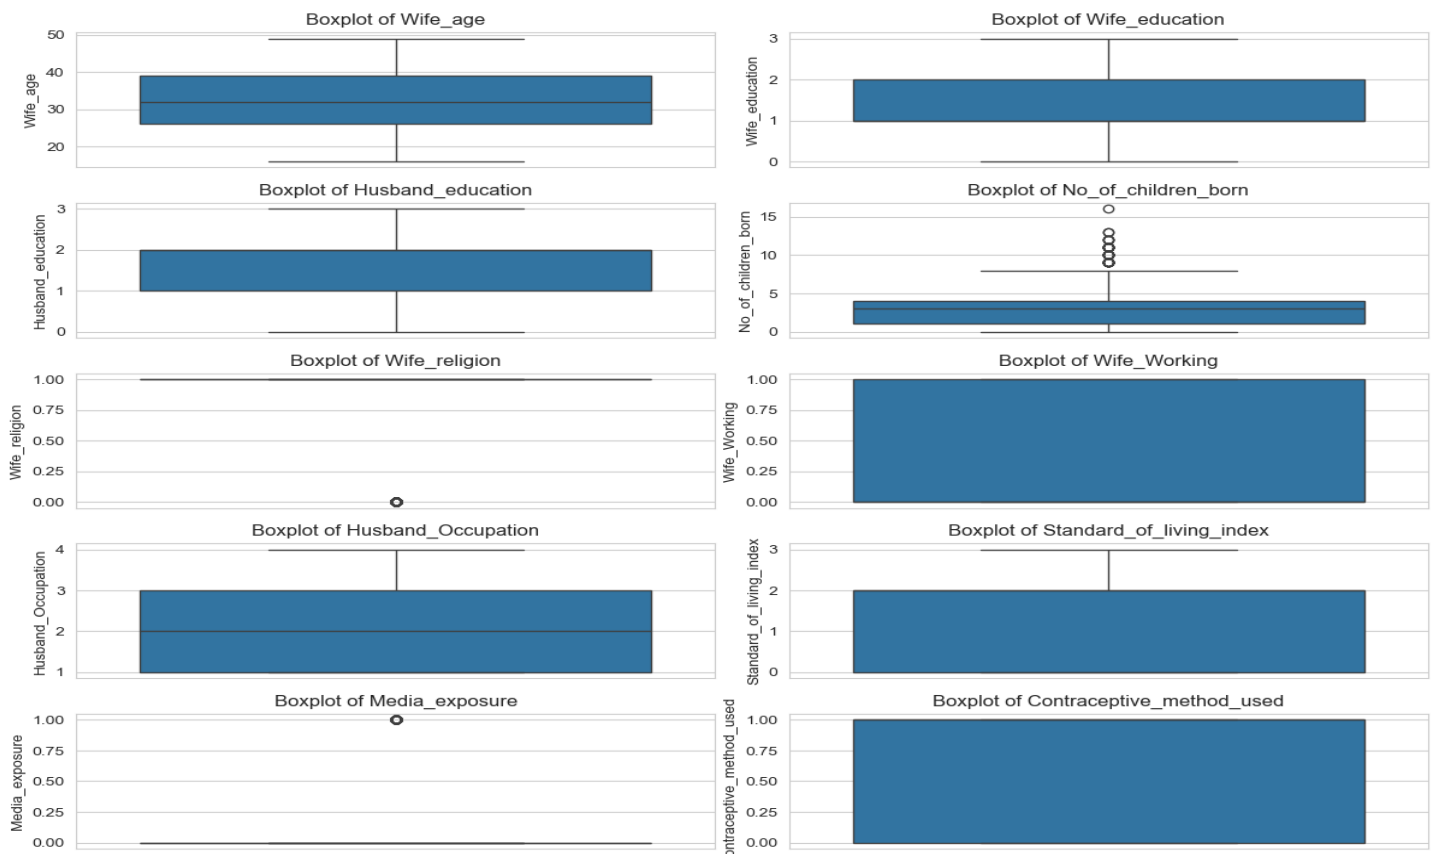 Boxplot of Wife_age
50
40
30
20
Wife_age
Boxplot of Wife_education
3
2
1
0
Wife_education
Boxplot of Husband_education
3
2
1
0
Husband_education
Boxplot of No_of_children_born
15
10
5
0
No_of_children_born
Boxplot of Wife_religion
1.00
0.75
0.50
0.25
0.00
Wife_religion
Boxplot of Wife_Working
1.00
0.75
0.50
0.25
0.00
Wife_Working
Boxplot of Husband_Occupation
4
3
2
1
Husband_Occupation
Boxplot of Standard_of_living_index
3
2
1
0
Standard_of_living_index
Boxplot of Media_exposure
1.00
0.75
0.50
0.25
0.00
Media_exposure
Boxplot of Contraceptive_method_used
1.00
0.75
0.50
0.25
0.00
ontraceptive_method_used